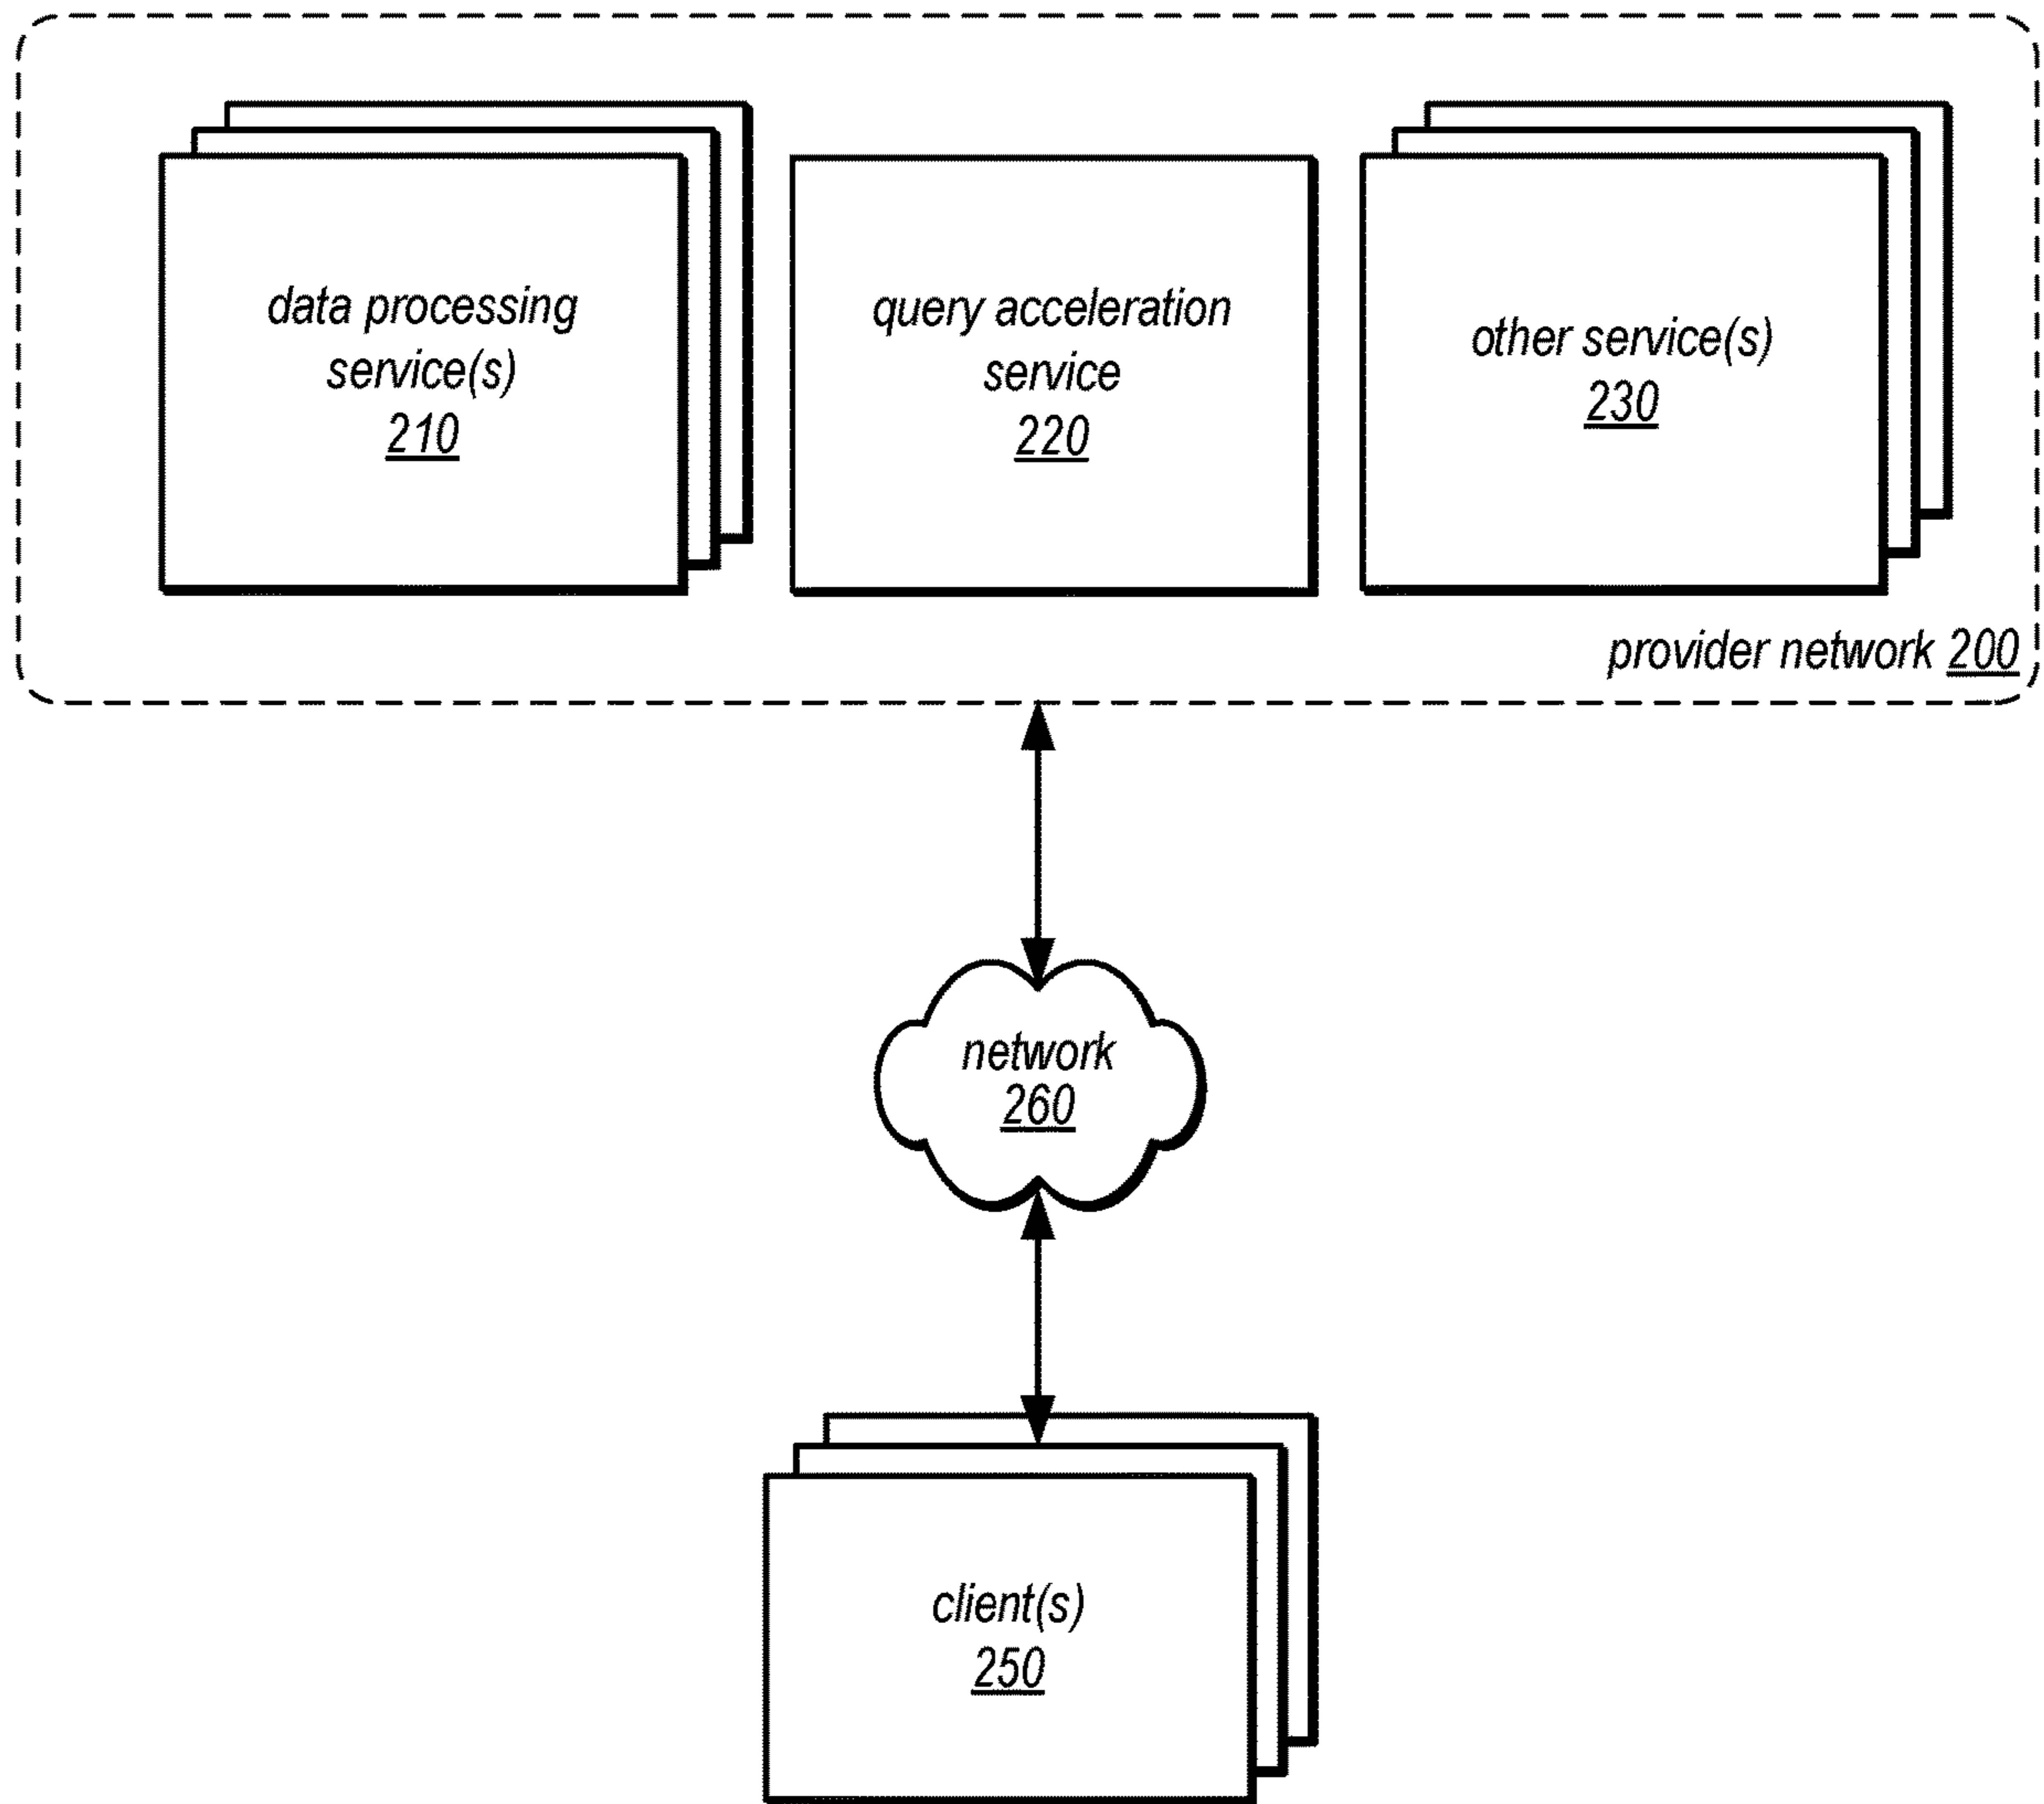 data processing
service(s)
210
query acceleration
service
220
other service(s)
230
provider network 200
network
260
client(s)
250